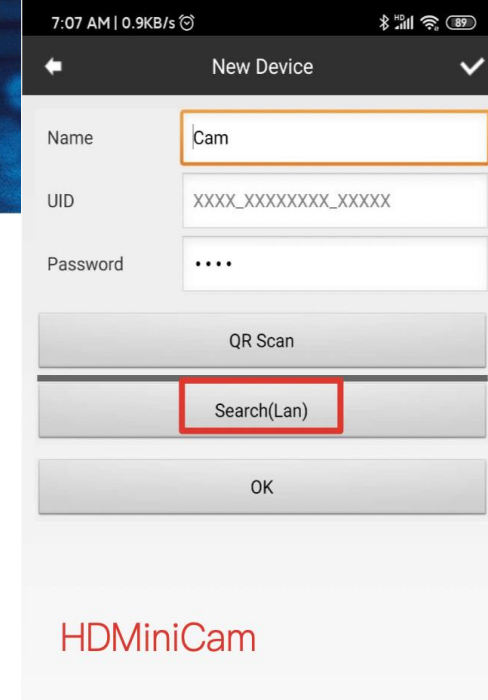 7:07 AM | 0.9KB/s HD 89
New Device
Name Cam
UID XXXX_XXXXXXXX_XXXXX
Password ••••
QR Scan
Search(Lan)
OK
HDMiniCam